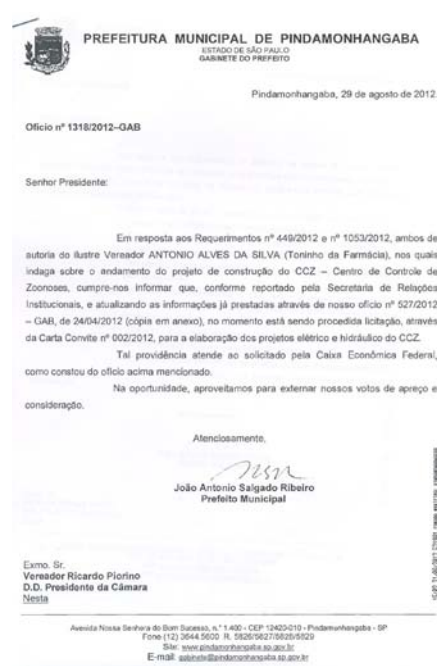 PREFEITURA MUNICIPAL DE PINDAMONHANGABA
ESTADO DE SÃO PAULO
GABINETE DO PREFEITO
Pindamonhangaba, 29 de agosto de 2012.
Ofício nº 1318/2012–GAB
Senhor Presidente:
Em resposta aos Requerimentos nº 449/2012 e nº 1053/2012, ambos de
autoria do ilustre Vereador ANTONIO ALVES DA SILVA (Toninho da Farmácia), nos quais
indaga sobre o andamento do projeto de construção do CCZ – Centro de Controle de
Zoonoses, cumpre-nos informar que, conforme reportado pela Secretaria de Relações
Institucionais, e atualizando as informações já prestadas através de nosso ofício nº 527/2012
– GAB, de 24/04/2012 (cópia em anexo), no momento está sendo procedida licitação, através
da Carta Convite nº 002/2012, para a elaboração dos projetos elétrico e hidráulico do CCZ.
Tal providência atende ao solicitado pela Caixa Econômica Federal,
como constou do ofício acima mencionado.
Na oportunidade, aproveitamos para externar nossos votos de apreço e
consideração.
Atenciosamente,
João Antonio Salgado Ribeiro
Prefeito Municipal
Exmo. Sr.
Vereador Ricardo Piorino
D.D. Presidente da Câmara
Nesta
Avenida Nossa Senhora do Bom Sucesso, n.º 1.400 - CEP 12420-010 - Pindamonhangaba - SP
Fone (12) 3644.5600 R. 5826/5827/5828/5829
Site: www.pindamonhangaba.sp.gov.br
E-mail: gabinete@pindamonhangaba.sp.gov.br